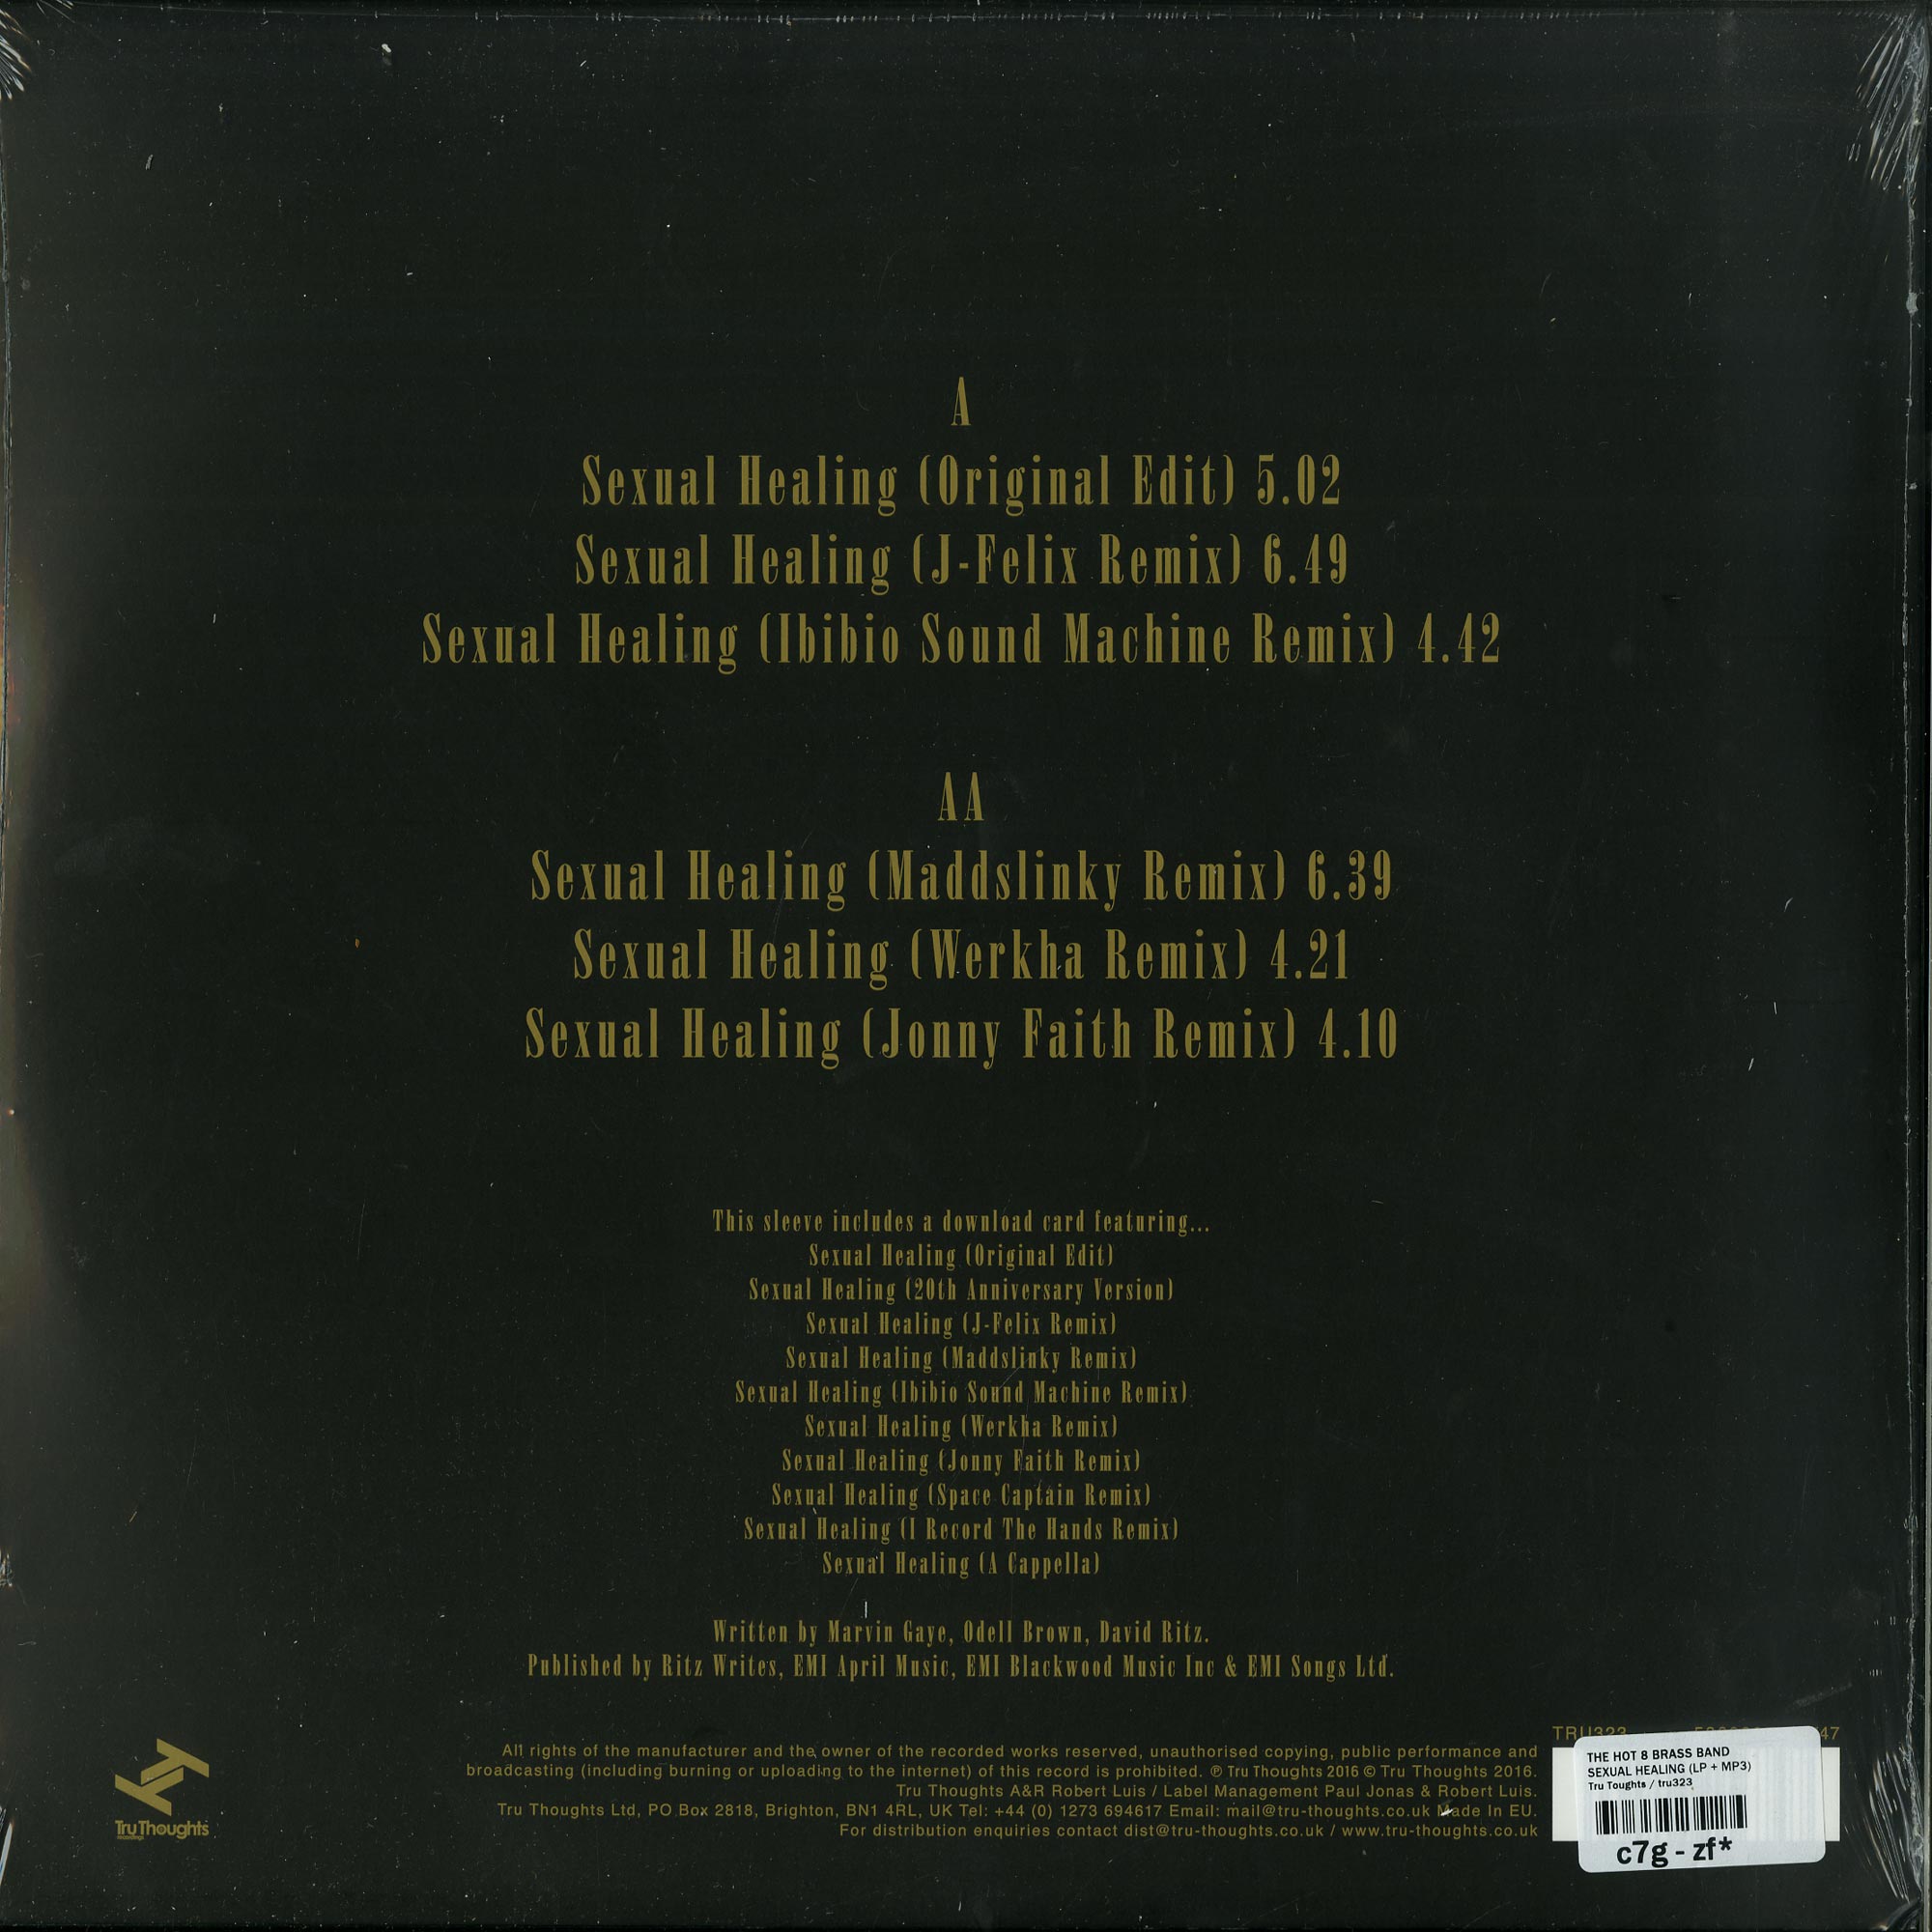 A
Sexual Healing (Original Edit) 5.02
Sexual Healing (J-Felix Remix) 6.49
Sexual Healing (Ibibio Sound Machine Remix) 4.42
AA
Sexual Healing (Maddslinky Remix) 6.39
Sexual Healing (Werkha Remix) 4.21
Sexual Healing (Jonny Faith Remix) 4.10
This sleeve includes a download card featuring...
Sexual Healing (Original Edit)
Sexual Healing (20th Anniversary Version)
Sexual Healing (J-Felix Remix)
Sexual Healing (Maddslinky Remix)
Sexual Healing (Ibibio Sound Machine Remix)
Sexual Healing (Werkha Remix)
Sexual Healing (Jonny Faith Remix)
Sexual Healing (Space Captain Remix)
Sexual Healing (I Record The Hands Remix)
Sexual Healing (A Cappella)
Written by Marvin Gaye, Odell Brown, David Ritz.
Published by Ritz Writes, EMI April Music, EMI Blackwood Music Inc & EMI Songs Ltd.
All rights of the manufacturer and the owner of the recorded works reserved, unauthorised copying, public performance and
broadcasting (including burning or uploading to the internet) of this record is prohibited. ℗ Tru Thoughts 2016 © Tru Thoughts 2016.
Tru Thoughts A&R Robert Luis / Label Management Paul Jonas & Robert Luis.
Tru Thoughts Ltd, PO Box 2818, Brighton, BN1 4RL, UK Tel: +44 (0) 1273 694617 Email: mail@tru-thoughts.co.uk Made In EU.
For distribution enquiries contact dist@tru-thoughts.co.uk / www.tru-thoughts.co.uk
Tru Thoughts
recordings
TRU323
THE HOT 8 BRASS BAND
SEXUAL HEALING (LP + MP3)
Tru Toughts / tru323
c7g - zf*